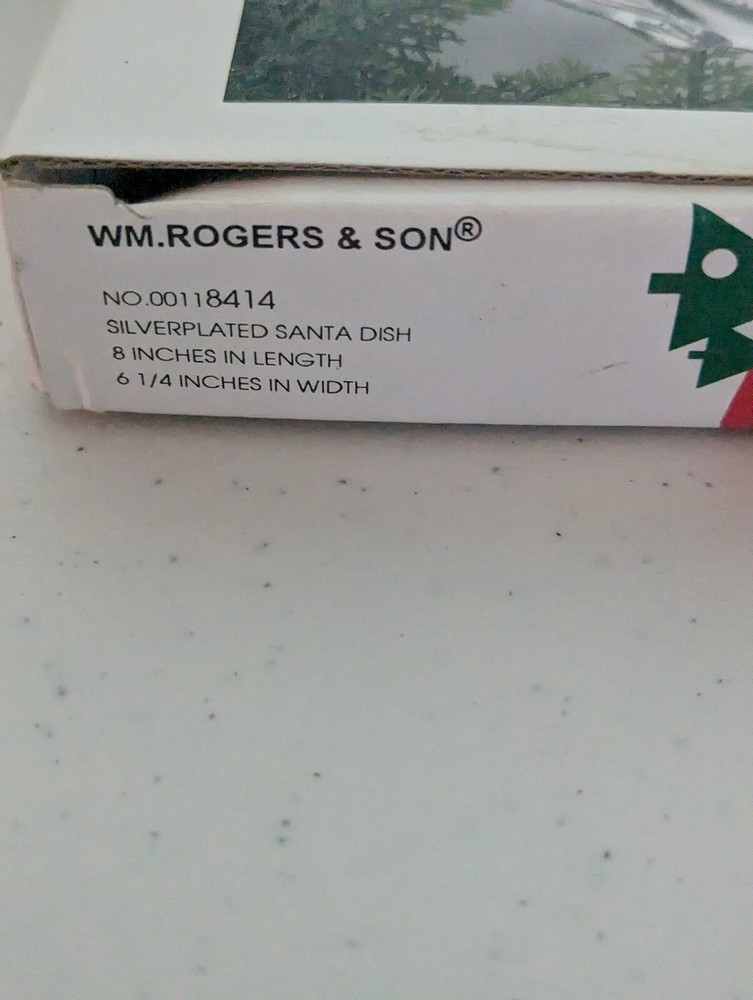 WM.ROGERS & SON®
NO.00118414
SILVERPLATED SANTA DISH
8 INCHES IN LENGTH
6 1/4 INCHES IN WIDTH